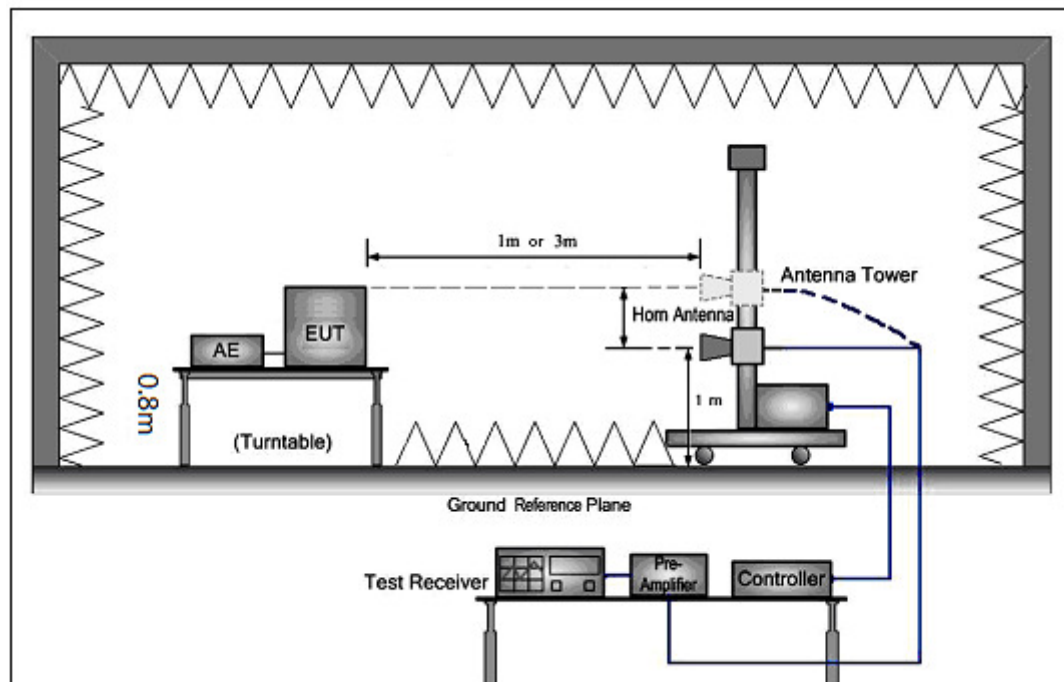 1m or 3m
Antenna Tower
Horn Antenna
EUT
AE
0.8m
1 m
(Turntable)
Ground Reference Plane
Test Receiver
Pre-
Amplifier
Controller